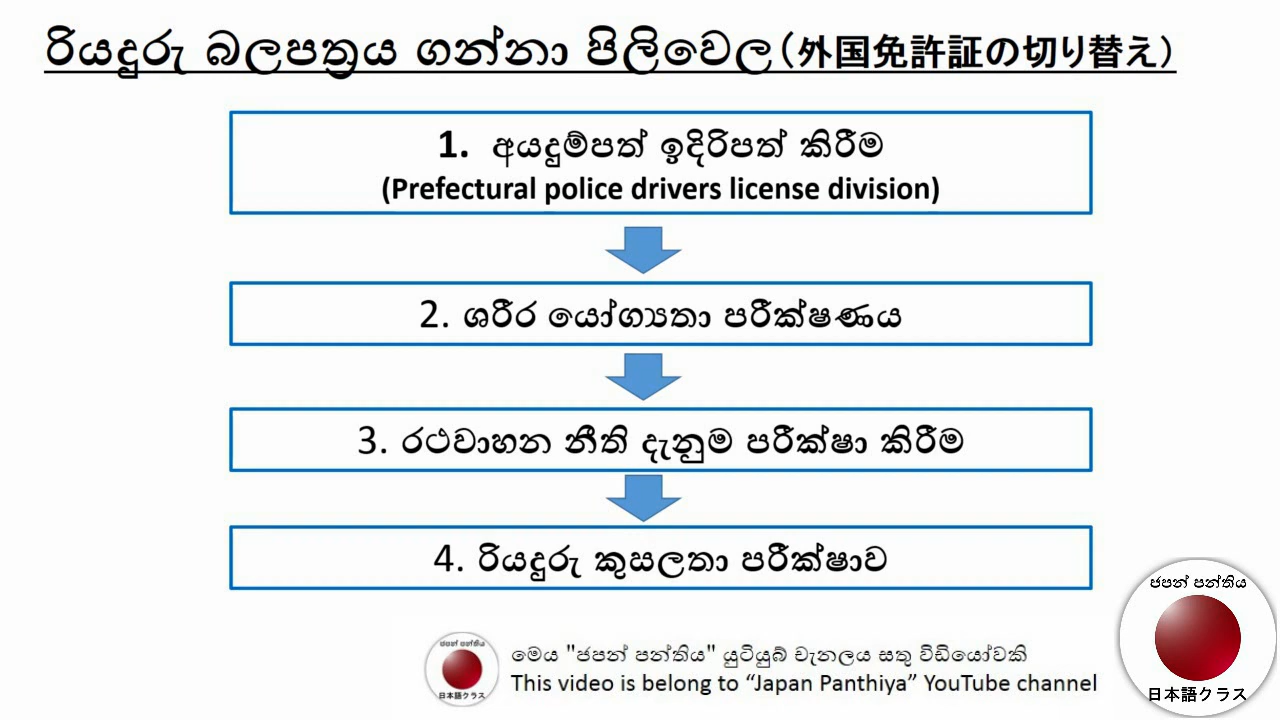 රියදුරු බලපත්‍රය ගන්නා පිලිවෙල(外国免許証の切り替え)
1. අයදුම්පත් ඉදිරිපත් කිරීම
(Prefectural police drivers license division)
2. ශරීර යෝග්‍යතා පරීක්ෂණය
3. රථවාහන නීති දැනුම පරීක්ෂා කිරීම
4. රියදුරු කුසලතා පරීක්ෂාව
ජපන් පන්තිය
日本語クラス
මෙය "ජපන් පන්තිය" යුටියුබ් චැනලය සතු වීඩියෝවකි
This video is belong to “Japan Panthiya” YouTube channel
ජපන් පන්තිය
日本語クラス